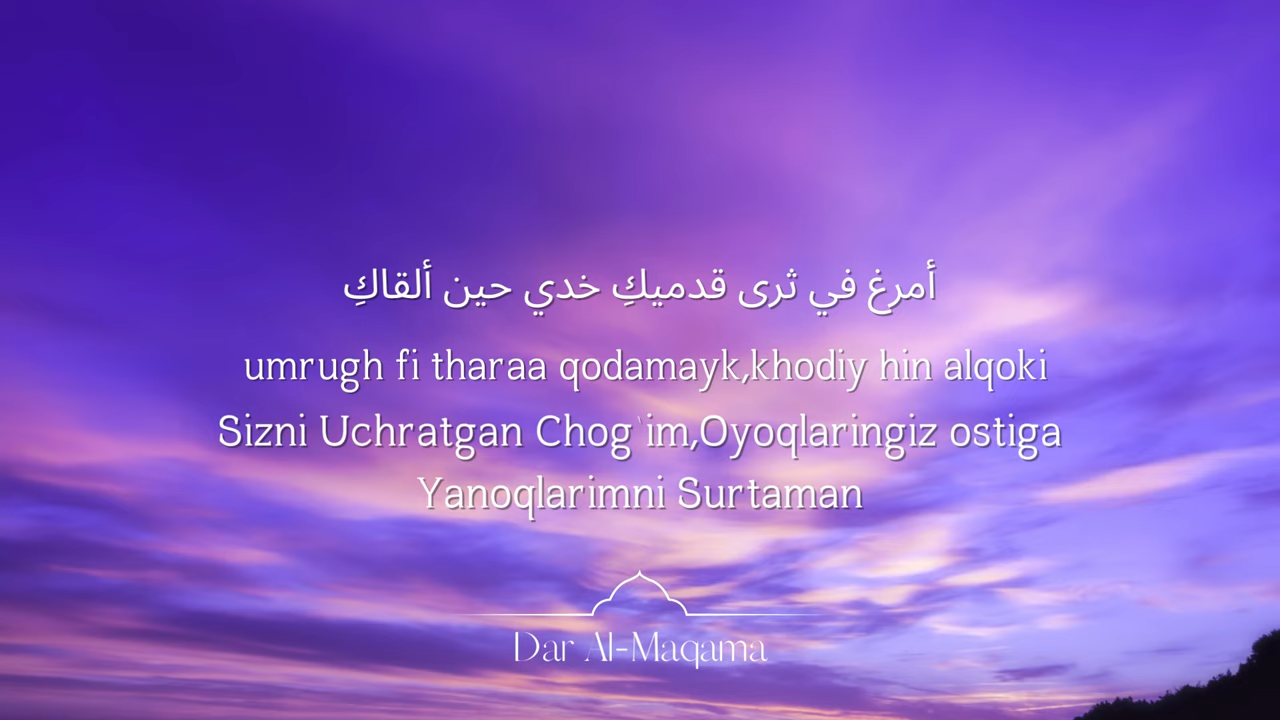 أمرغ في ثرى قدميكِ خدي حين ألقاكِ
umrugh fi tharaa qodamayk,khodiy hin alqoki
Sizni Uchratgan Chog`im,Oyoqlaringiz ostiga
Yanoqlarimni Surtaman
Dar Al-Maqama